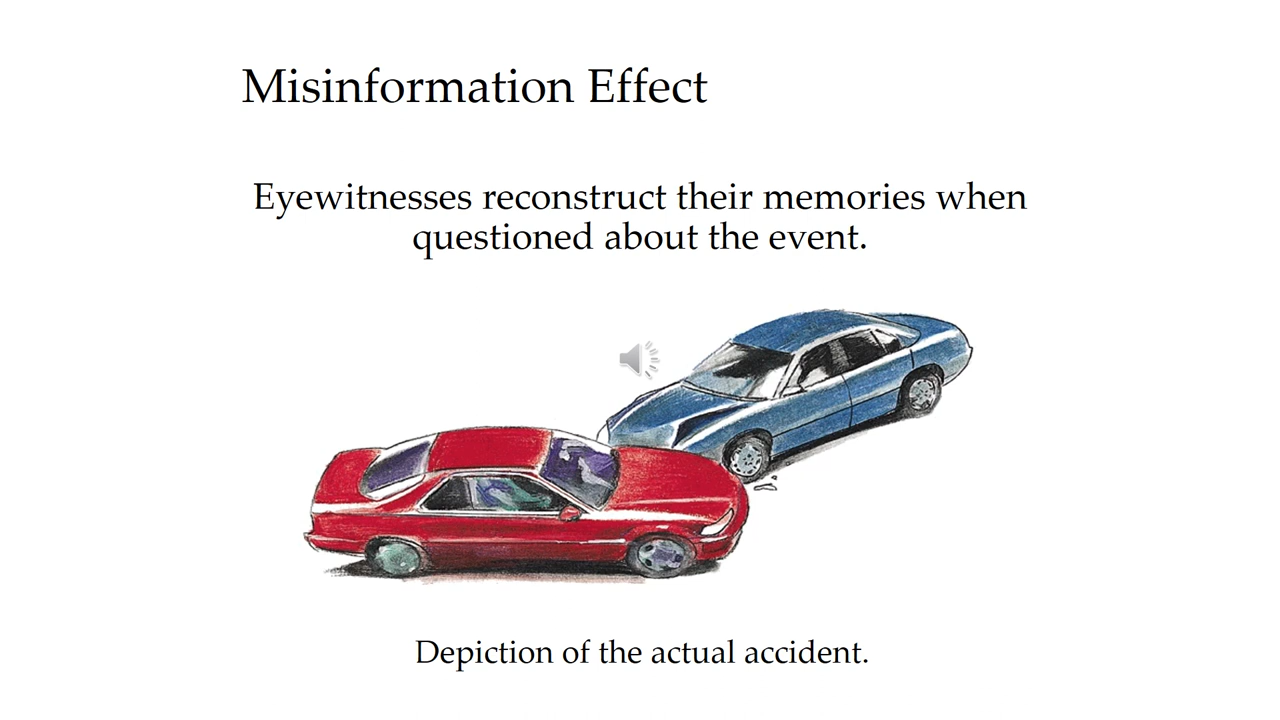 Misinformation Effect
Eyewitnesses reconstruct their memories when
questioned about the event.
Depiction of the actual accident.